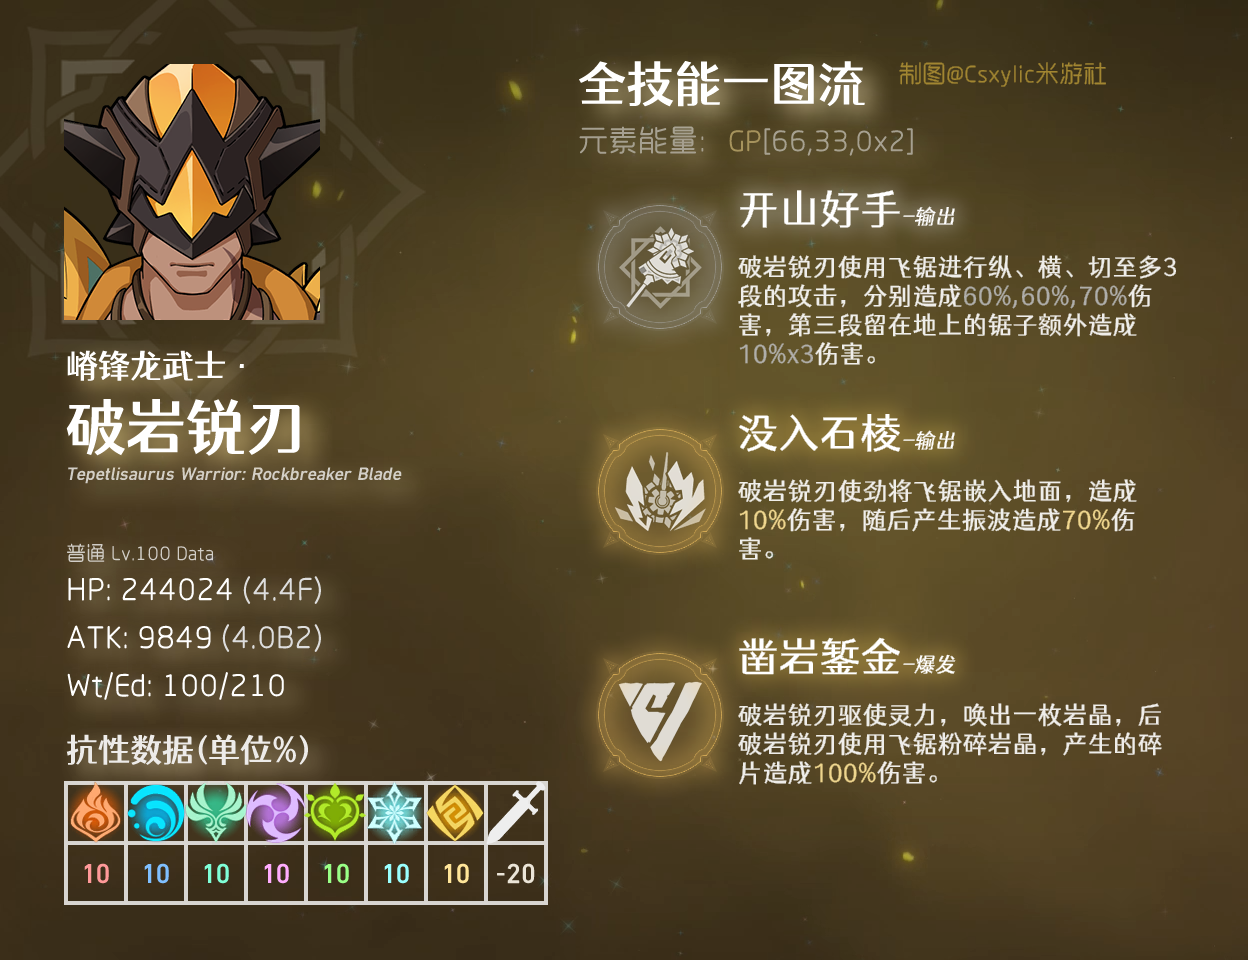 全技能一图流
制图@Csxylic米游社
元素能量：GP[66,33,0x2]
开山好手-输出
破岩锐刃使用飞锯进行纵、横、切至多3
段的攻击，分别造成60%,60%,70%伤
害，第三段留在地上的锯子额外造成
10%x3伤害。
没入石棱-输出
破岩锐刃使劲将飞锯嵌入地面，造成
10%伤害，随后产生振波造成70%伤
害。
凿岩錾金-爆发
破岩锐刃驱使灵力，唤出一枚岩晶，后
破岩锐刃使用飞锯粉碎岩晶，产生的碎
片造成100%伤害。
嵴锋龙武士·
破岩锐刃
Tepetlisaurus Warrior: Rockbreaker Blade
普通 Lv.100 Data
HP: 244024 (4.4F)
ATK: 9849 (4.0B2)
Wt/Ed: 100/210
抗性数据(单位%)
10 10 10 10 10 10 10 -20